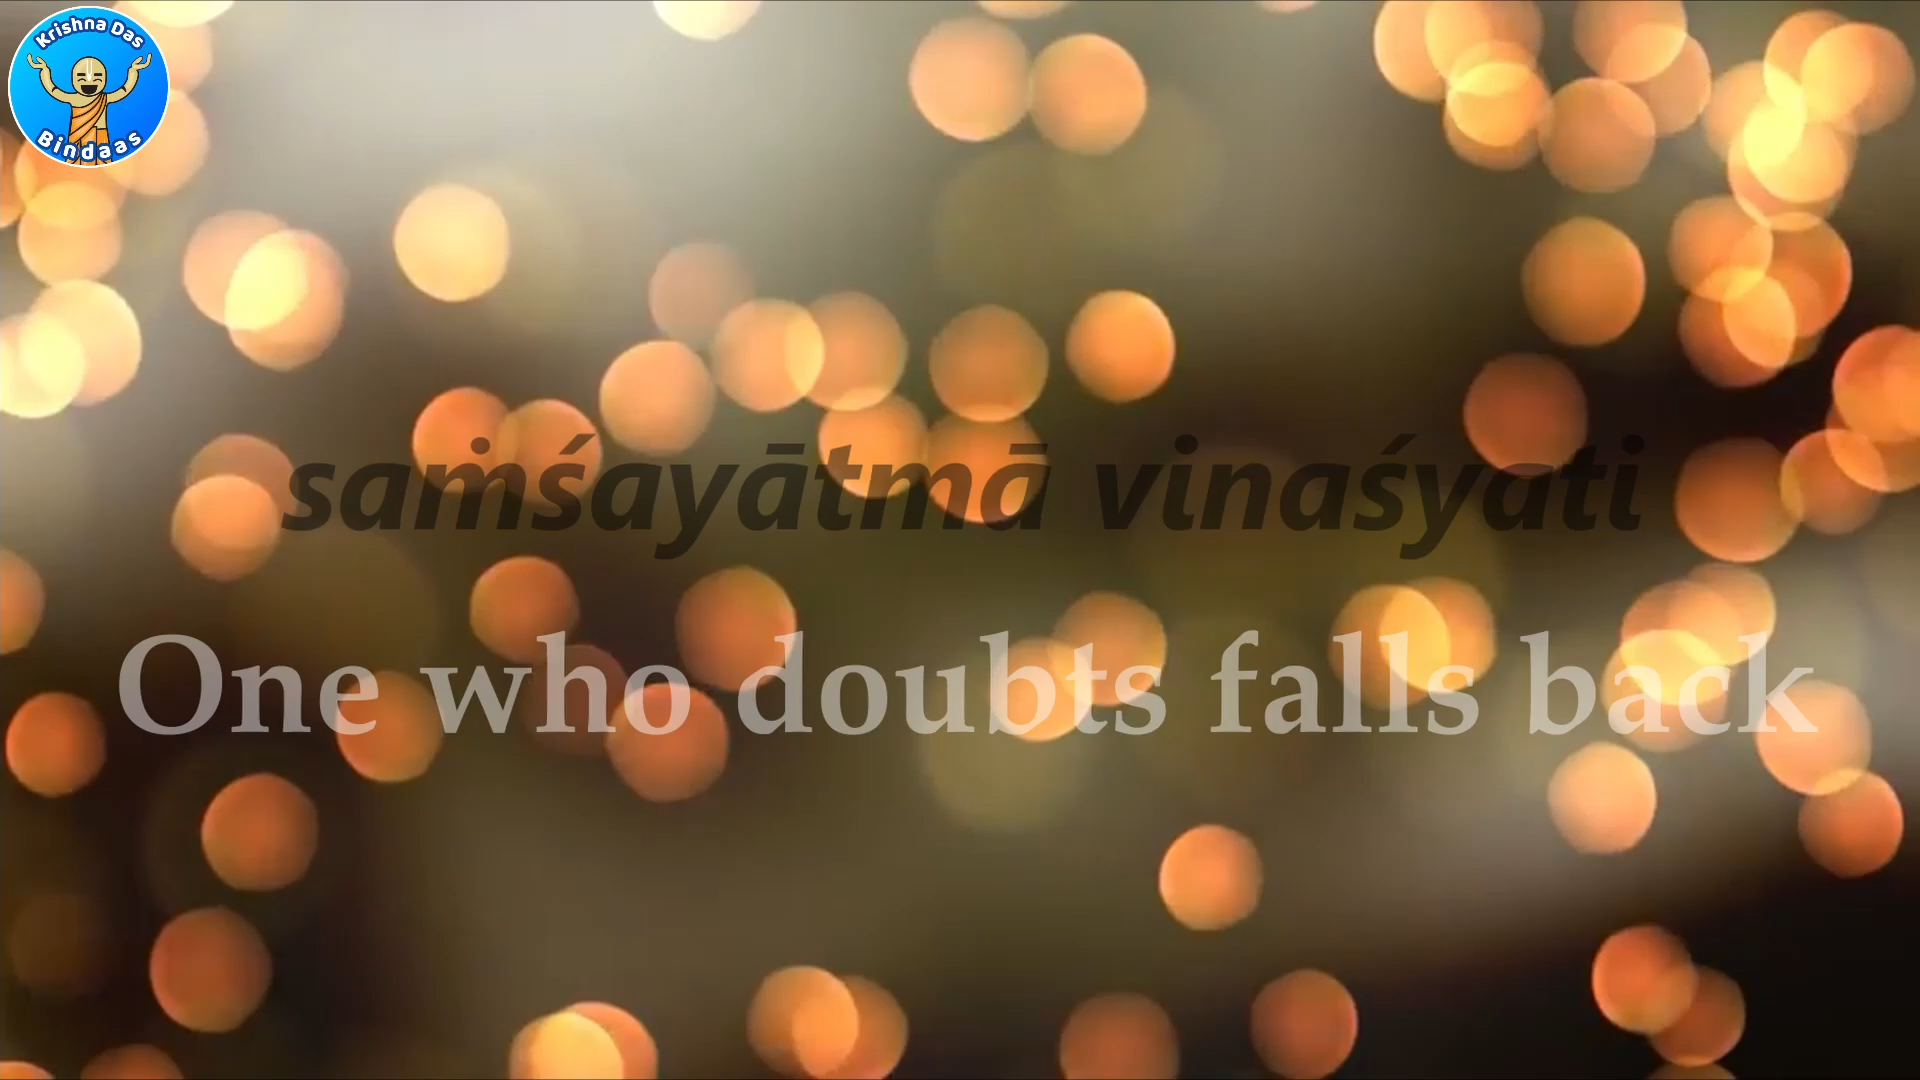 Krishna Das
Bindaas
saṁśayātmā vinaśyati
One who doubts falls back